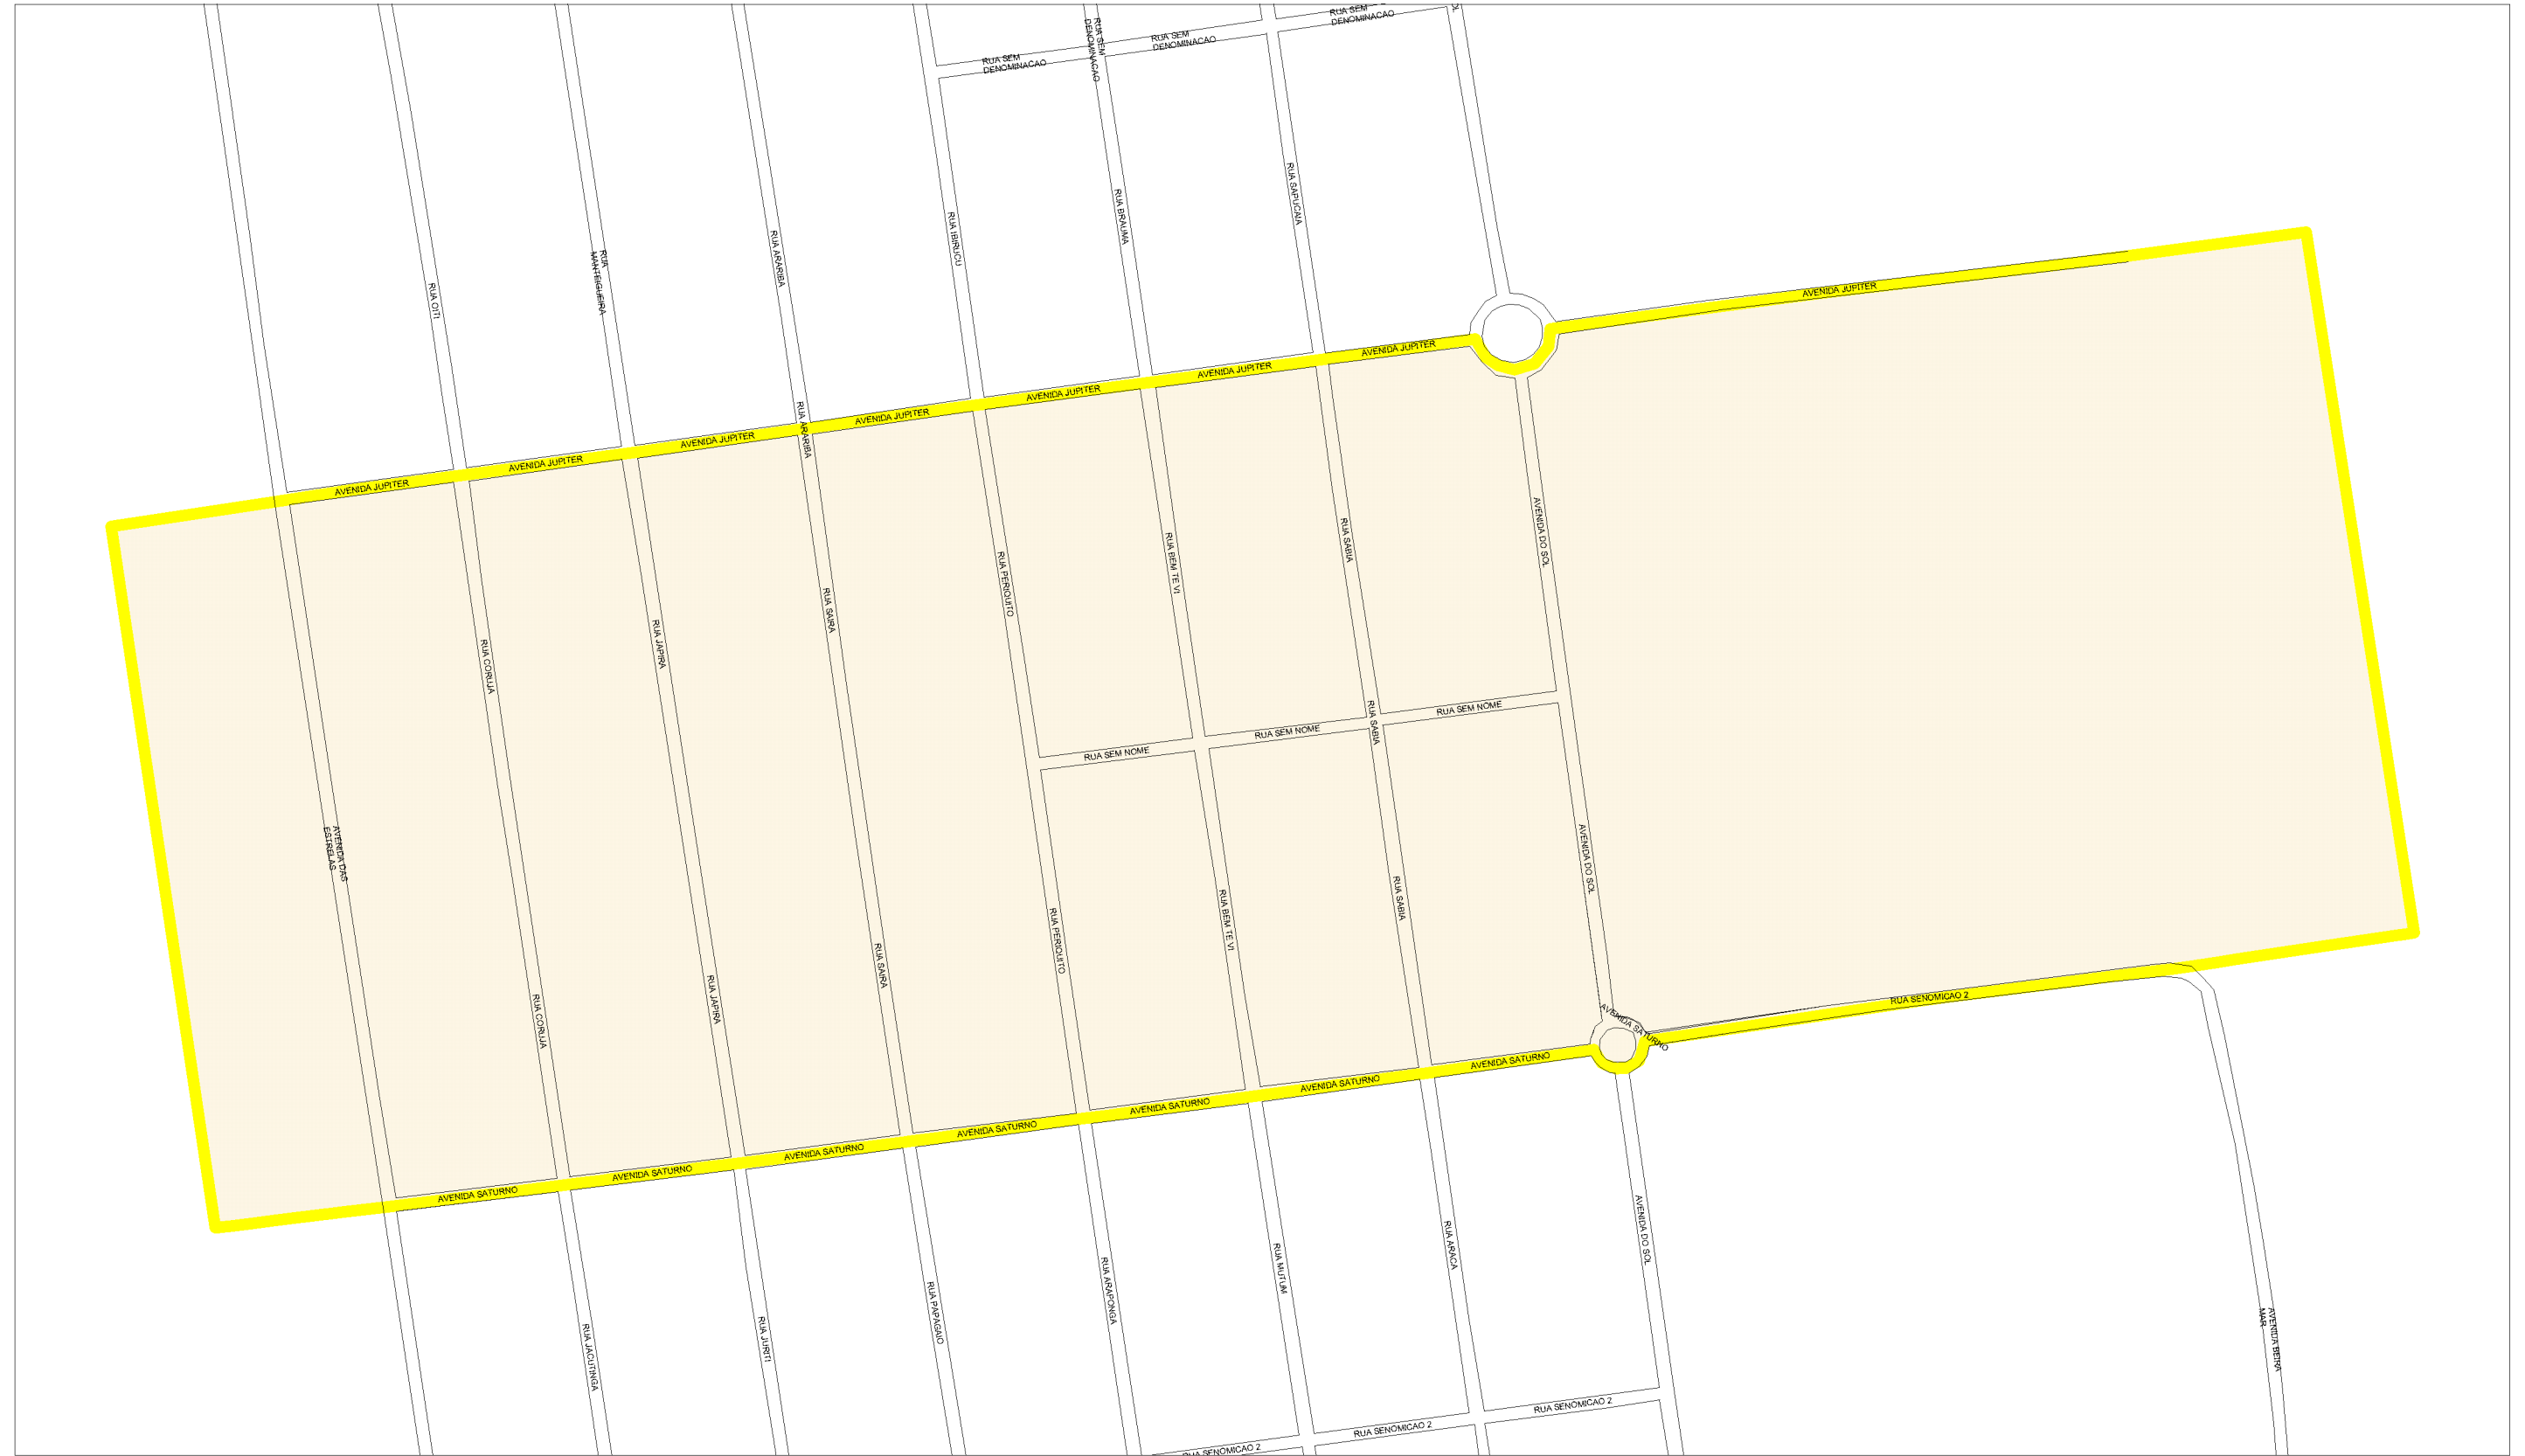 RUA SEM
DENOMINACAO
RUA SEM
DENOMINACAO
RUA SEM
DENOMINACAO
RUA SEM
DENOMINACAO
RUA OITI
RUA
MANTEIGUEIRA
RUA ARARIBA
RUA IBIRUCU
RUA BRAUMA
RUA SAPUCAIA
AVENIDA JUPITER
AVENIDA JUPITER
AVENIDA JUPITER
AVENIDA JUPITER
AVENIDA JUPITER
AVENIDA JUPITER
AVENIDA JUPITER
AVENIDA JUPITER
RUA ARARIBA
AVENIDA DAS
ESTRELAS
RUA CORUJA
RUA JAPIRA
RUA SAIRA
RUA PERIQUITO
RUA BEM TE VI
RUA SABIA
AVENIDA DO SOL
RUA SEM NOME
RUA SEM NOME
RUA SEM NOME
RUA SABIA
RUA CORUJA
RUA JAPIRA
RUA SAIRA
RUA PERIQUITO
RUA BEM TE VI
RUA SABIA
AVENIDA DO SOL
AVENIDA SATURNO
RUA SENOMICAO 2
AVENIDA SATURNO
AVENIDA SATURNO
AVENIDA SATURNO
AVENIDA SATURNO
AVENIDA SATURNO
AVENIDA SATURNO
AVENIDA SATURNO
RUA JACUTINGA
RUA JURITI
RUA PAPAGAIO
RUA ARAPONGA
RUA MUTUM
RUA ARACA
AVENIDA DO SOL
AVENIDA BEIRA
MAR
RUA SENOMICAO 2
RUA SENOMICAO 2
RUA SENOMICAO 2